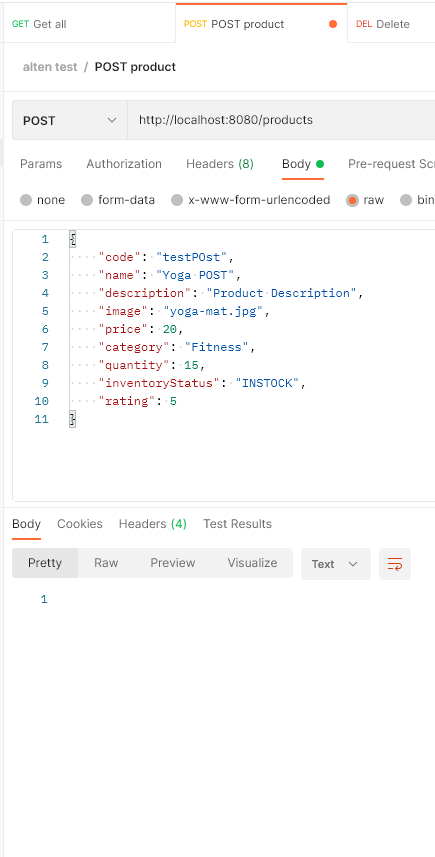 GET Get all POST POST product DEL Delete
alten test / POST product
POST http://localhost:8080/products
Params Authorization Headers (8) Body Pre-request Scr
none form-data x-www-form-urlencoded raw bin
1 {
2 "code": "testPOst",
3 "name": "Yoga POST",
4 "description": "Product Description",
5 "image": "yoga-mat.jpg",
6 "price": 20,
7 "category": "Fitness",
8 "quantity": 15,
9 "inventoryStatus": "INSTOCK",
10 "rating": 5
11 }
Body Cookies Headers (4) Test Results
Pretty Raw Preview Visualize Text
1